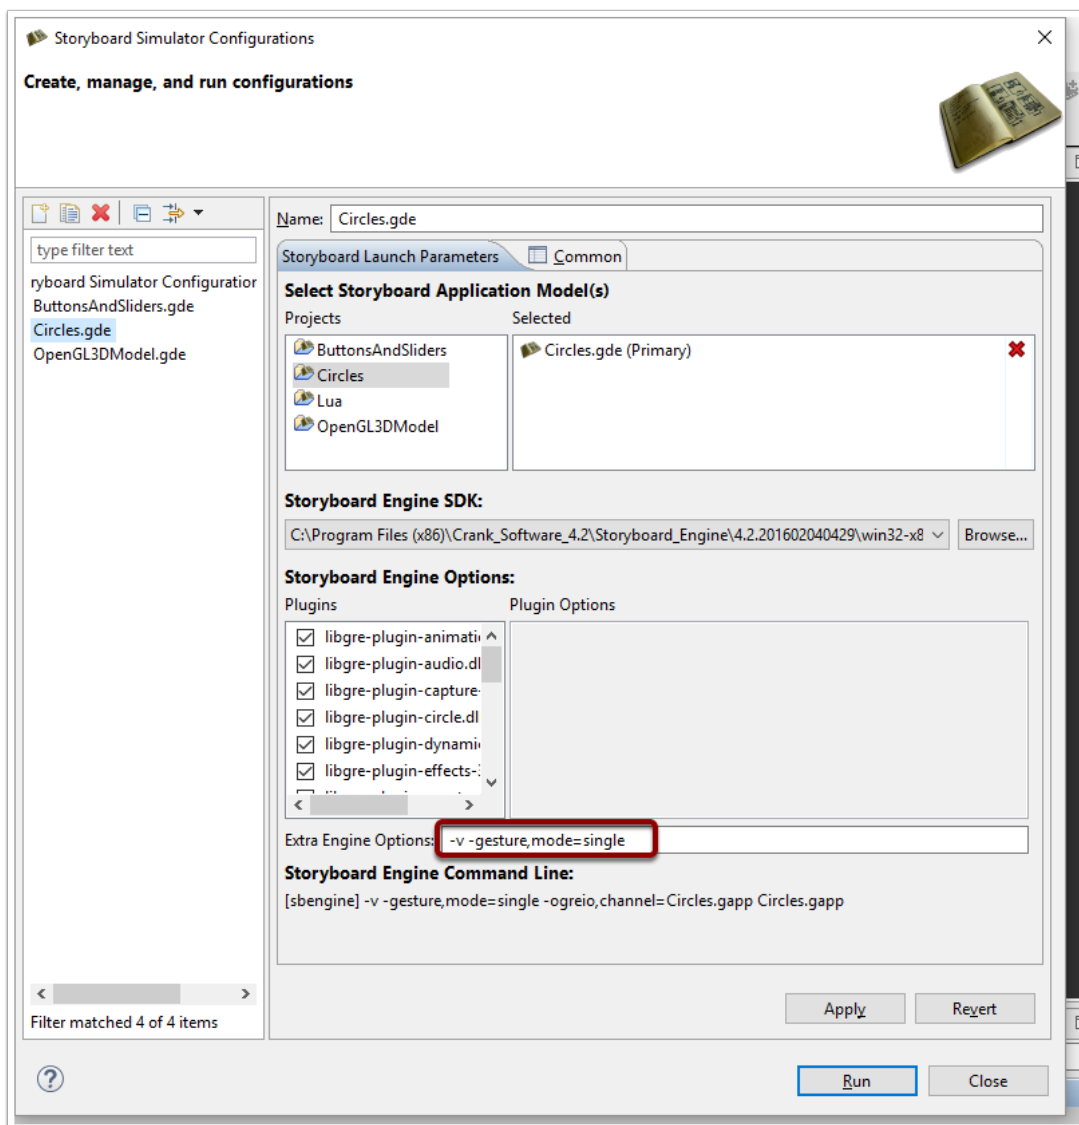 Storyboard Simulator Configurations
Create, manage, and run configurations
type filter text
ryboard Simulator Configuration
ButtonsAndSliders.gde
Circles.gde
OpenGL3DModel.gde
Filter matched 4 of 4 items
Name: Circles.gde
Storyboard Launch Parameters Common
Select Storyboard Application Model(s)
Projects Selected
ButtonsAndSliders
Circles
Lua
OpenGL3DModel
Circles.gde (Primary)
Storyboard Engine SDK:
C:\Program Files (x86)\Crank_Software_4.2\Storyboard_Engine\4.2.201602040429\win32-x8 Browse...
Storyboard Engine Options:
Plugins Plugin Options
libgre-plugin-animati
libgre-plugin-audio.dl
libgre-plugin-capture-
libgre-plugin-circle.dl
libgre-plugin-dynami
libgre-plugin-effects-
Extra Engine Options: -v -gesture,mode=single
Storyboard Engine Command Line:
[sbengine] -v -gesture,mode=single -ogreio,channel=Circles.gapp Circles.gapp
Apply Revert
Run Close